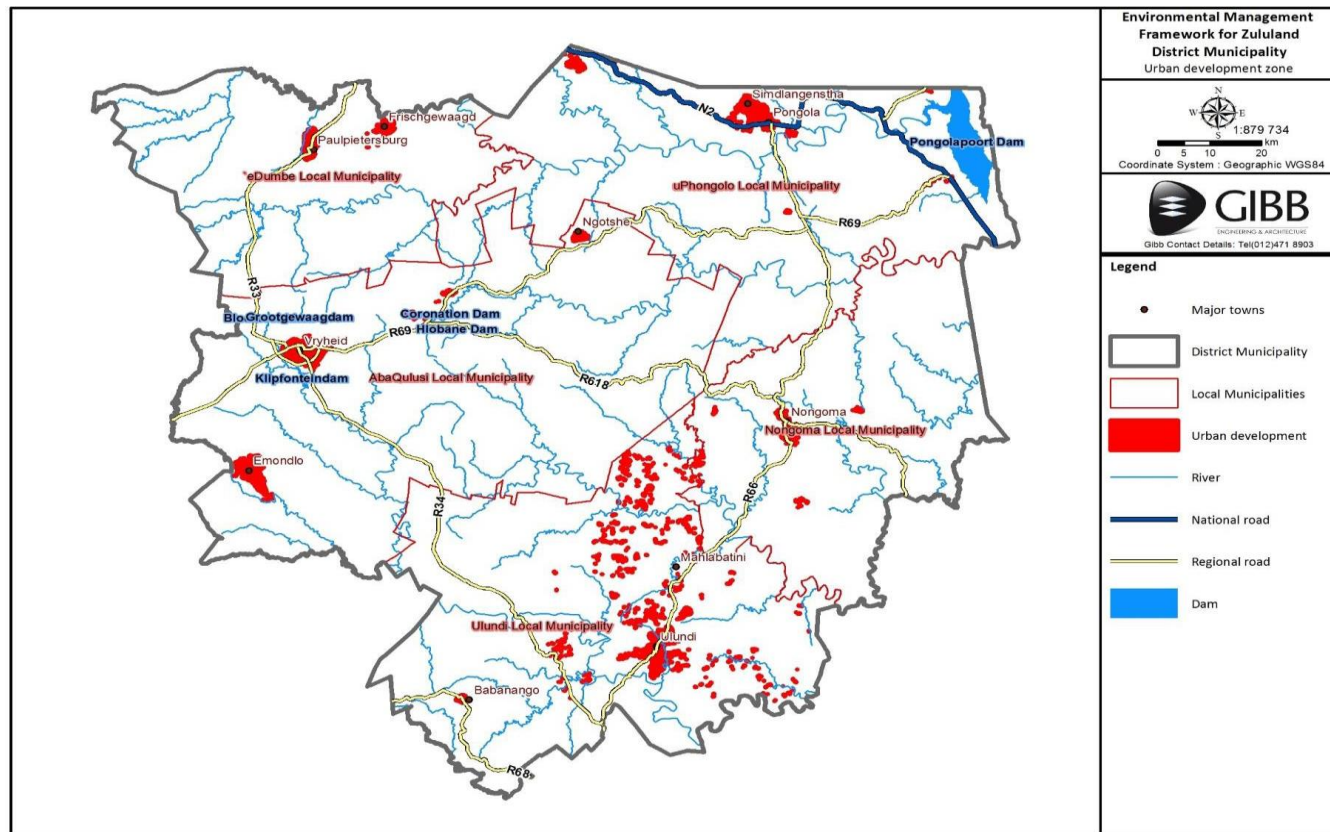 Environmental Management
Framework for Zululand
District Municipality
Urban development zone
N
W E
S
1:879 734
km
0 5 10 20
Coordinate System : Geographic WGS84
GIBB
ENGINEERING & ARCHITECTURE
Gibb Contact Details: Tel(012)471 8903
Legend
Major towns
District Municipality
Local Municipalities
Urban development
River
National road
Regional road
Dam
Simdlangenstha
N2
Pongola
Frischgewaagd
Paulpietersburg
Pongolapoort Dam
eDumbe Local Municipality
uPhongolo Local Municipality
Ngotshe
R69
R33
Coronation Dam
Blo
Grootgewaagdam
Hlobane Dam
R69
Vryheid
Klipfonteindam
AbaQulusi Local Municipality
R618
Nongoma
Nongoma Local Municipality
Emondlo
R66
R34
Mahlabatini
Ulundi Local Municipality
Ulundi
Babanango
R68